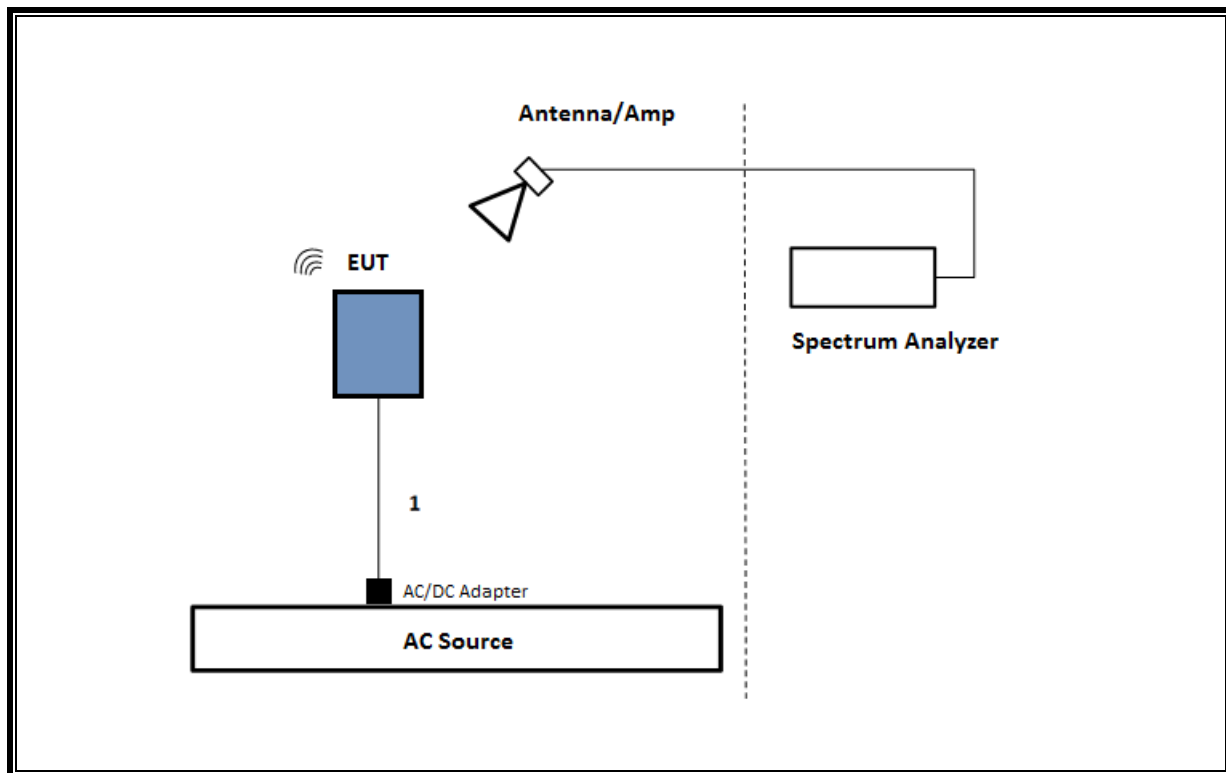 Antenna/Amp
EUT
Spectrum Analyzer
1
AC/DC Adapter
AC Source